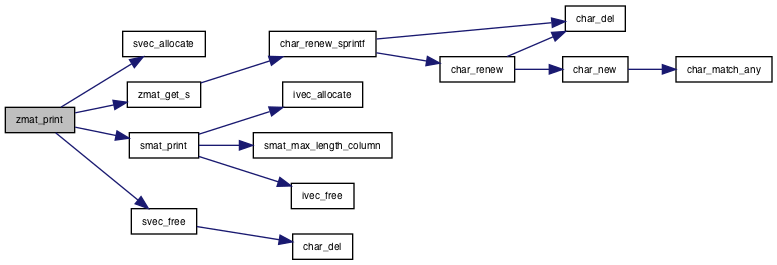 zmat_print
svec_allocate
zmat_get_s
smat_print
svec_free
char_renew_sprintf
ivec_allocate
smat_max_length_column
ivec_free
char_del
char_renew
char_del
char_new
char_match_any